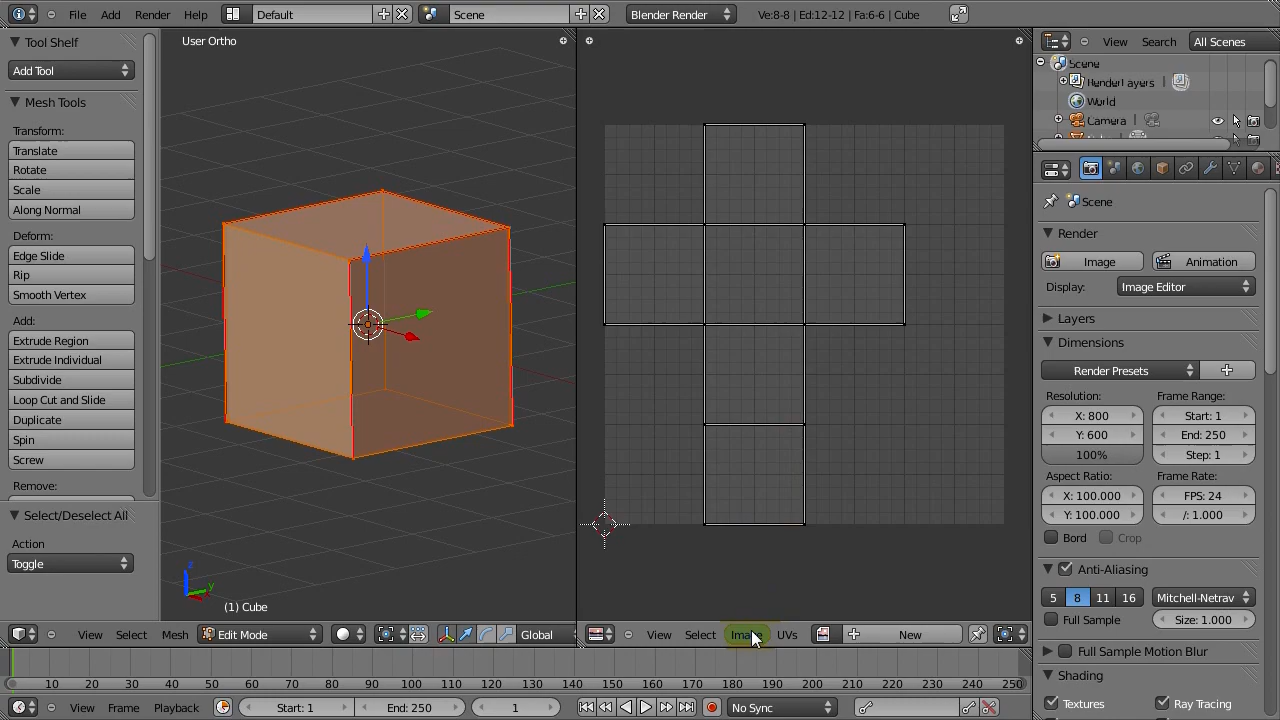 File Add Render Help Default Scene Blender Render Ve:8-8 | Ed:12-12 | Fa:6-6 | Cube
Tool Shelf
Add Tool
Mesh Tools
Transform:
Translate
Rotate
Scale
Along Normal
Deform:
Edge Slide
Rip
Smooth Vertex
Add:
Extrude Region
Extrude Individual
Subdivide
Loop Cut and Slide
Duplicate
Spin
Screw
Remove:
Select/Deselect All
Action
Toggle
User Ortho
z
y
(1) Cube
View Select Mesh Edit Mode Global
View Select Image UVs New
View Search All Scenes
Scene
RenderLayers
World
Camera
Scene
Render
Image Animation
Display: Image Editor
Layers
Dimensions
Render Presets
Resolution: Frame Range:
X: 800 Start: 1
Y: 600 End: 250
100% Step: 1
Aspect Ratio: Frame Rate:
X: 100.000 FPS: 24
Y: 100.000 /: 1.000
Bord Crop
Anti-Aliasing
5 8 11 16 Mitchell-Netrav
Full Sample Size: 1.000
Full Sample Motion Blur
Shading
Textures Ray Tracing
10 20 30 40 50 60 70 80 90 100 110 120 130 140 150 160 170 180 190 200 210 220 230 240 250
View Frame Playback Start: 1 End: 250 1 No Sync